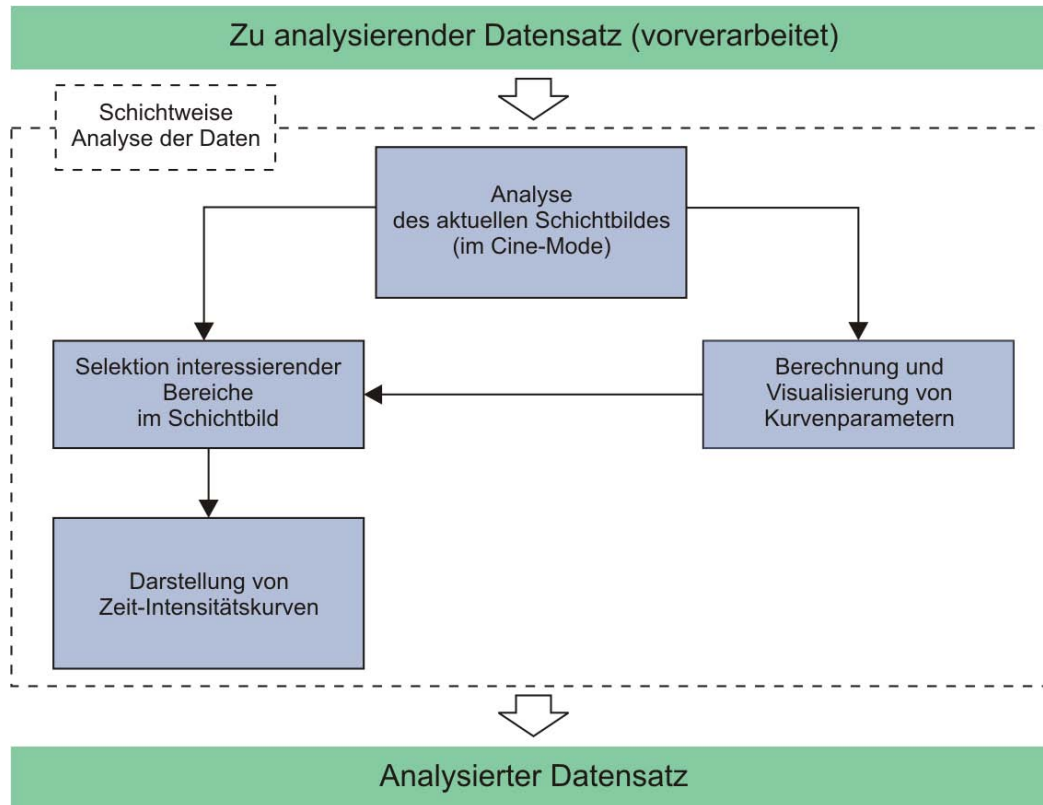 Zu analysierender Datensatz (vorverarbeitet)
Schichtweise
Analyse der Daten
Analyse
des aktuellen Schichtbildes
(im Cine-Mode)
Selektion interessierender
Bereiche
im Schichtbild
Berechnung und
Visualisierung von
Kurvenparametern
Darstellung von
Zeit-Intensitätskurven
Analysierter Datensatz